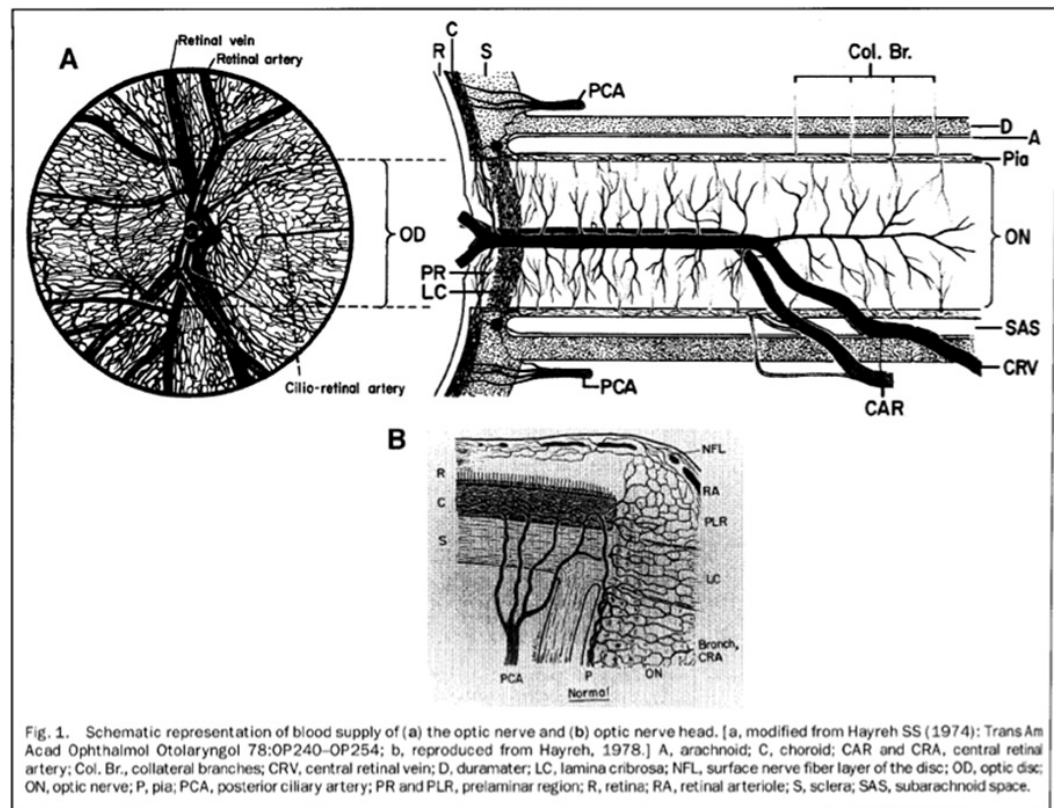 A
Retinal vein
Retinal artery
OD
Cilio-retinal artery
R
C
S
PCA
Col. Br.
D
A
Pia
ON
PR
LC
SAS
CRV
PCA
CAR
B
NFL
R
RA
C
PLR
S
LC
Branch,
CRA
PCA
P
ON
Normal
Fig. 1. Schematic representation of blood supply of (a) the optic nerve and (b) optic nerve head. [a, modified from Hayreh SS (1974): Trans Am
Acad Ophthalmol Otolaryngol 78:OP240–OP254; b, reproduced from Hayreh, 1978.] A, arachnoid; C, choroid; CAR and CRA, central retinal
artery; Col. Br., collateral branches; CRV, central retinal vein; D, duramater; LC, lamina cribrosa; NFL, surface nerve fiber layer of the disc; OD, optic disc;
ON, optic nerve; P, pia; PCA, posterior ciliary artery; PR and PLR, prelaminar region; R, retina; RA, retinal arteriole; S, sclera; SAS, subarachnoid space.